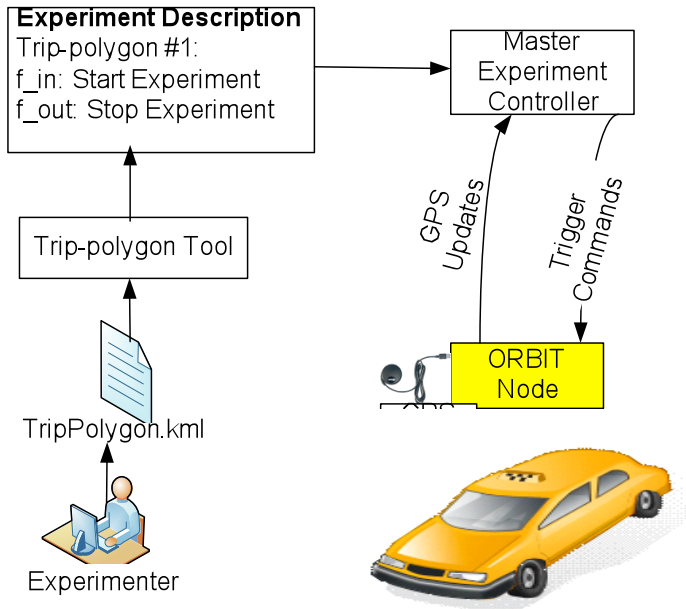 Experiment Description
Trip-polygon #1:
f_in: Start Experiment
f_out: Stop Experiment
Master
Experiment
Controller
GPS
Updates
Trigger
Commands
Trip-polygon Tool
ORBIT
Node
GPS
TripPolygon.kml
Experimenter